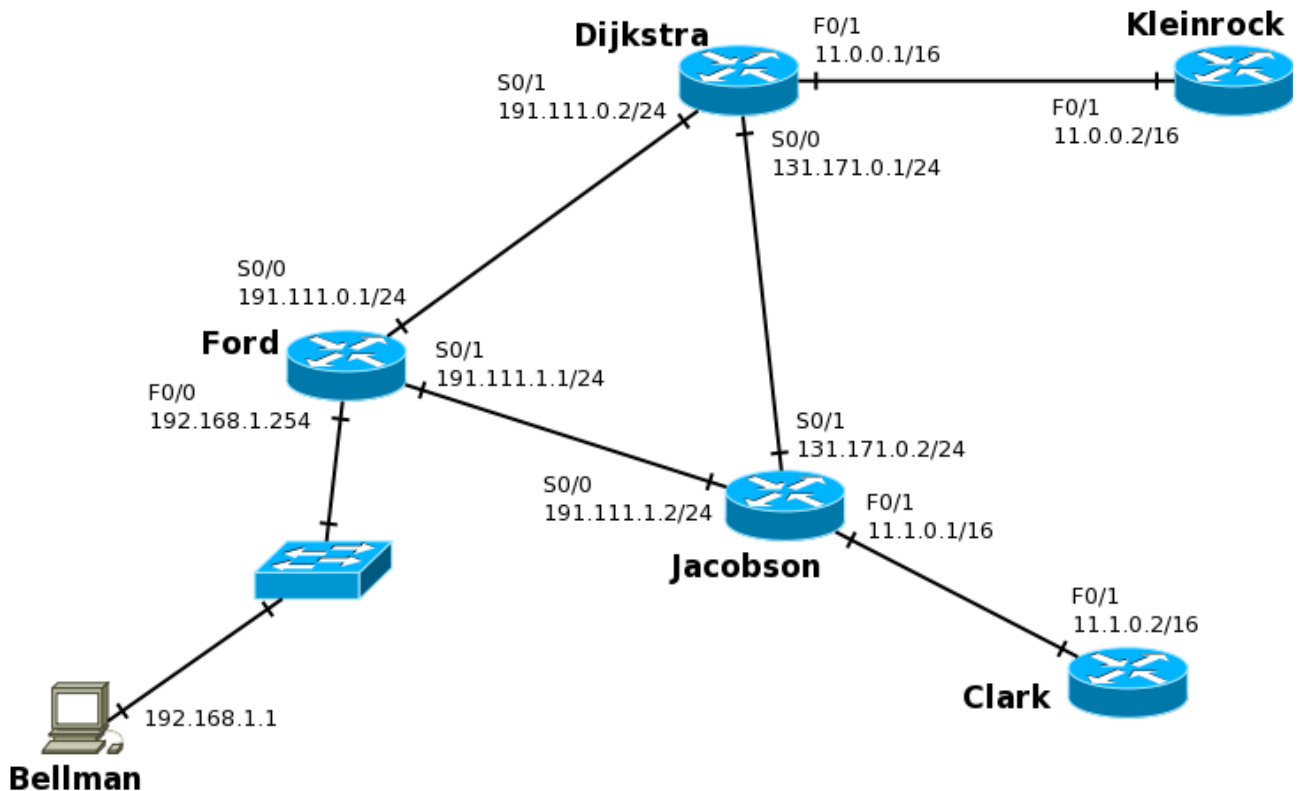 Kleinrock
Dijkstra
F0/1
11.0.0.1/16
S0/1
191.111.0.2/24
F0/1
11.0.0.2/16
S0/0
131.171.0.1/24
S0/0
191.111.0.1/24
Ford
S0/1
191.111.1.1/24
F0/0
192.168.1.254
S0/1
131.171.0.2/24
S0/0
191.111.1.2/24
F0/1
11.1.0.1/16
Jacobson
F0/1
11.1.0.2/16
Clark
192.168.1.1
Bellman